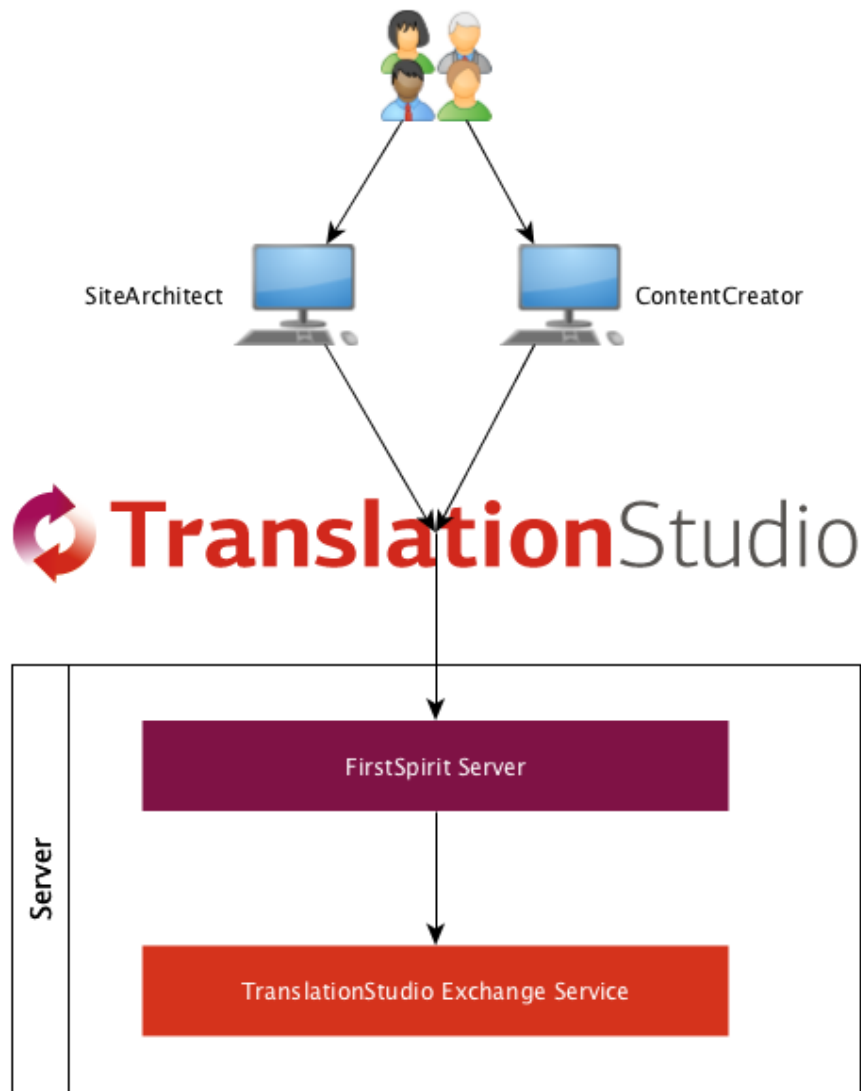 SiteArchitect
ContentCreator
TranslationStudio
FirstSpirit Server
Server
TranslationStudio Exchange Service